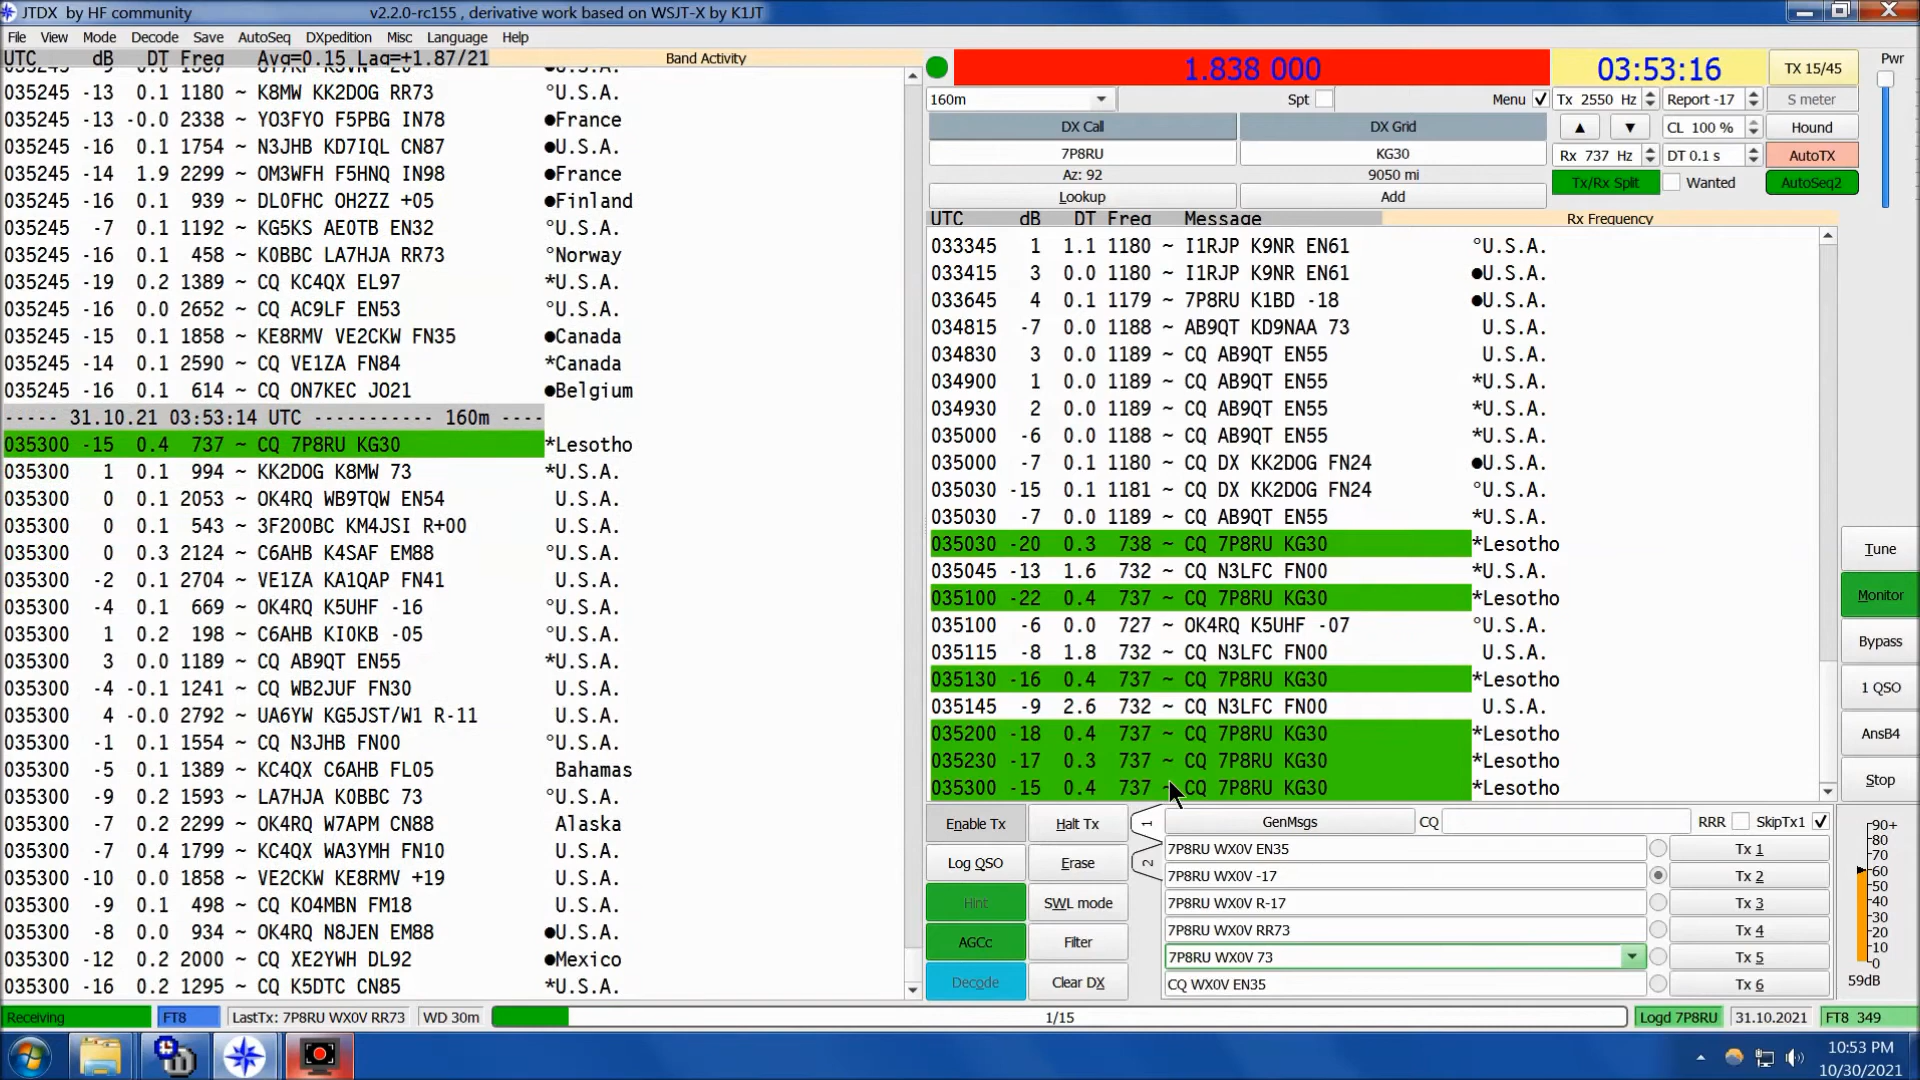 JTDX by HF community v2.2.0-rc155 , derivative work based on WSJT-X by K1JT
File View Mode Decode Save AutoSeq DXpedition Misc Language Help
UTC dB DT Freq Avg=0.15 Lag=+1.87/21 Band Activity
035245 -13 0.1 1180 ~ K8MW KK2DOG RR73 °U.S.A.
035245 -13 -0.0 2338 ~ YO3FYO F5PBG IN78 ●France
035245 -16 0.1 1754 ~ N3JHB KD7IQL CN87 ●U.S.A.
035245 -14 1.9 2299 ~ OM3WFH F5HNQ IN98 ●France
035245 -16 0.1 939 ~ DL0FHC OH2ZZ +05 ●Finland
035245 -7 0.1 1192 ~ KG5KS AE0TB EN32 °U.S.A.
035245 -16 0.1 458 ~ K0BBC LA7HJA RR73 °Norway
035245 -19 0.2 1389 ~ CQ KC4QX EL97 *U.S.A.
035245 -16 0.0 2652 ~ CQ AC9LF EN53 °U.S.A.
035245 -15 0.1 1858 ~ KE8RMV VE2CKW FN35 ●Canada
035245 -14 0.1 2590 ~ CQ VE1ZA FN84 *Canada
035245 -16 0.1 614 ~ CQ ON7KEC JO21 ●Belgium
----- 31.10.21 03:53:14 UTC ----------- 160m ----
035300 -15 0.4 737 ~ CQ 7P8RU KG30 *Lesotho
035300 1 0.1 994 ~ KK2DOG K8MW 73 *U.S.A.
035300 0 0.1 2053 ~ OK4RQ WB9TQW EN54 U.S.A.
035300 0 0.1 543 ~ 3F200BC KM4JSI R+00 U.S.A.
035300 0 0.3 2124 ~ C6AHB K4SAF EM88 °U.S.A.
035300 -2 0.1 2704 ~ VE1ZA KA1QAP FN41 °U.S.A.
035300 -4 0.1 669 ~ OK4RQ K5UHF -16 °U.S.A.
035300 1 0.2 198 ~ C6AHB KI0KB -05 °U.S.A.
035300 3 0.0 1189 ~ CQ AB9QT EN55 *U.S.A.
035300 -4 -0.1 1241 ~ CQ WB2JUF FN30 U.S.A.
035300 4 -0.0 2792 ~ UA6YW KG5JST/W1 R-11 U.S.A.
035300 -1 0.1 1554 ~ CQ N3JHB FN00 °U.S.A.
035300 -5 0.1 1389 ~ KC4QX C6AHB FL05 Bahamas
035300 -9 0.2 1593 ~ LA7HJA K0BBC 73 °U.S.A.
035300 -7 0.2 2299 ~ OK4RQ W7APM CN88 Alaska
035300 -7 0.4 1799 ~ KC4QX WA3YMH FN10 U.S.A.
035300 -10 0.0 1858 ~ VE2CKW KE8RMV +19 U.S.A.
035300 -9 0.1 498 ~ CQ KO4MBN FM18 U.S.A.
035300 -8 0.0 934 ~ OK4RQ N8JEN EM88 ●U.S.A.
035300 -12 0.2 2000 ~ CQ XE2YWH DL92 ●Mexico
035300 -16 0.2 1295 ~ CQ K5DTC CN85 *U.S.A.
1.838 000 03:53:16 TX 15/45 Pwr
160m Spt Menu Tx 2550 Hz Report -17 S meter
DX Call DX Grid CL 100 % Hound
7P8RU KG30 Rx 737 Hz DT 0.1 s AutoTX
Az: 92 9050 mi Tx/Rx Split Wanted AutoSeq2
Lookup Add
UTC dB DT Freq Message Rx Frequency
033345 1 1.1 1180 ~ I1RJP K9NR EN61 °U.S.A.
033415 3 0.0 1180 ~ I1RJP K9NR EN61 ●U.S.A.
033645 4 0.1 1179 ~ 7P8RU K1BD -18 ●U.S.A.
034815 -7 0.0 1188 ~ AB9QT KD9NAA 73 U.S.A.
034830 3 0.0 1189 ~ CQ AB9QT EN55 U.S.A.
034900 1 0.0 1189 ~ CQ AB9QT EN55 *U.S.A.
034930 2 0.0 1189 ~ CQ AB9QT EN55 *U.S.A.
035000 -6 0.0 1188 ~ CQ AB9QT EN55 *U.S.A.
035000 -7 0.1 1180 ~ CQ DX KK2DOG FN24 ●U.S.A.
035030 -15 0.1 1181 ~ CQ DX KK2DOG FN24 °U.S.A.
035030 -7 0.0 1189 ~ CQ AB9QT EN55 *U.S.A.
035030 -20 0.3 738 ~ CQ 7P8RU KG30 *Lesotho
035045 -13 1.6 732 ~ CQ N3LFC FN00 *U.S.A.
035100 -22 0.4 737 ~ CQ 7P8RU KG30 *Lesotho
035100 -6 0.0 727 ~ OK4RQ K5UHF -07 °U.S.A.
035115 -8 1.8 732 ~ CQ N3LFC FN00 U.S.A.
035130 -16 0.4 737 ~ CQ 7P8RU KG30 *Lesotho
035145 -9 2.6 732 ~ CQ N3LFC FN00 U.S.A.
035200 -18 0.4 737 ~ CQ 7P8RU KG30 *Lesotho
035230 -17 0.3 737 ~ CQ 7P8RU KG30 *Lesotho
035300 -15 0.4 737 ~ CQ 7P8RU KG30 *Lesotho
Tune
Monitor
Bypass
1 QSO
AnsB4
Stop
Enable Tx Halt Tx 1 GenMsgs CQ RRR SkipTx1
7P8RU WX0V EN35 Tx 1
Log QSO Erase 2 7P8RU WX0V -17 Tx 2
Hint SWL mode 7P8RU WX0V R-17 Tx 3
7P8RU WX0V RR73 Tx 4
AGCc Filter 7P8RU WX0V 73 Tx 5
Decode Clear DX CQ WX0V EN35 Tx 6
90+
80
70
60
50
40
30
20
10
0
59dB
Receiving FT8 LastTx: 7P8RU WX0V RR73 WD 30m 1/15 Logd 7P8RU 31.10.2021 FT8 349
10:53 PM
10/30/2021